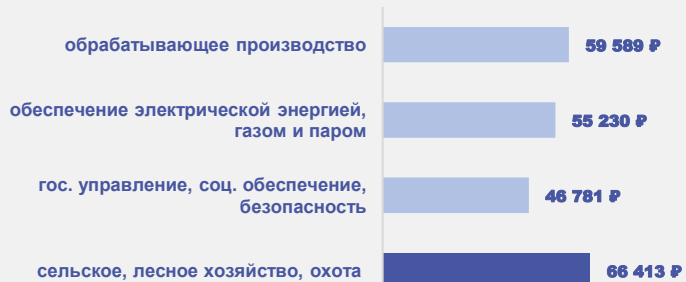 обрабатывающее производство 59 589 ₽
обеспечение электрической энергией,
газом и паром 55 230 ₽
гос. управление, соц. обеспечение,
безопасность 46 781 ₽
сельское, лесное хозяйство, охота 66 413 ₽